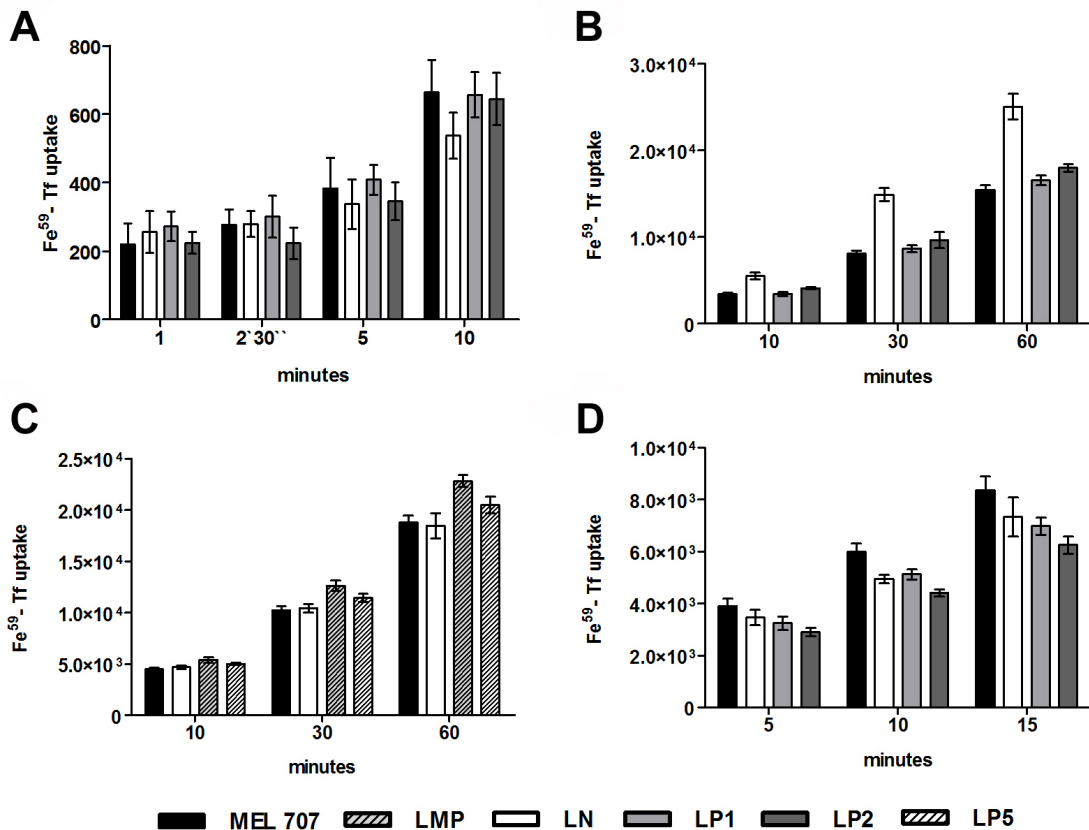 A
Fe59- Tf uptake
800
600
400
200
0
1 2`30`` 5 10
minutes
B
Fe59- Tf uptake
3.0×104
2.0×104
1.0×104
0
10 30 60
minutes
C
Fe59- Tf uptake
2.5×104
2.0×104
1.5×104
1.0×104
5.0×103
0
10 30 60
minutes
D
Fe59- Tf uptake
1.0×104
8.0×103
6.0×103
4.0×103
2.0×103
0
5 10 15
minutes
MEL 707 LMP LN LP1 LP2 LP5